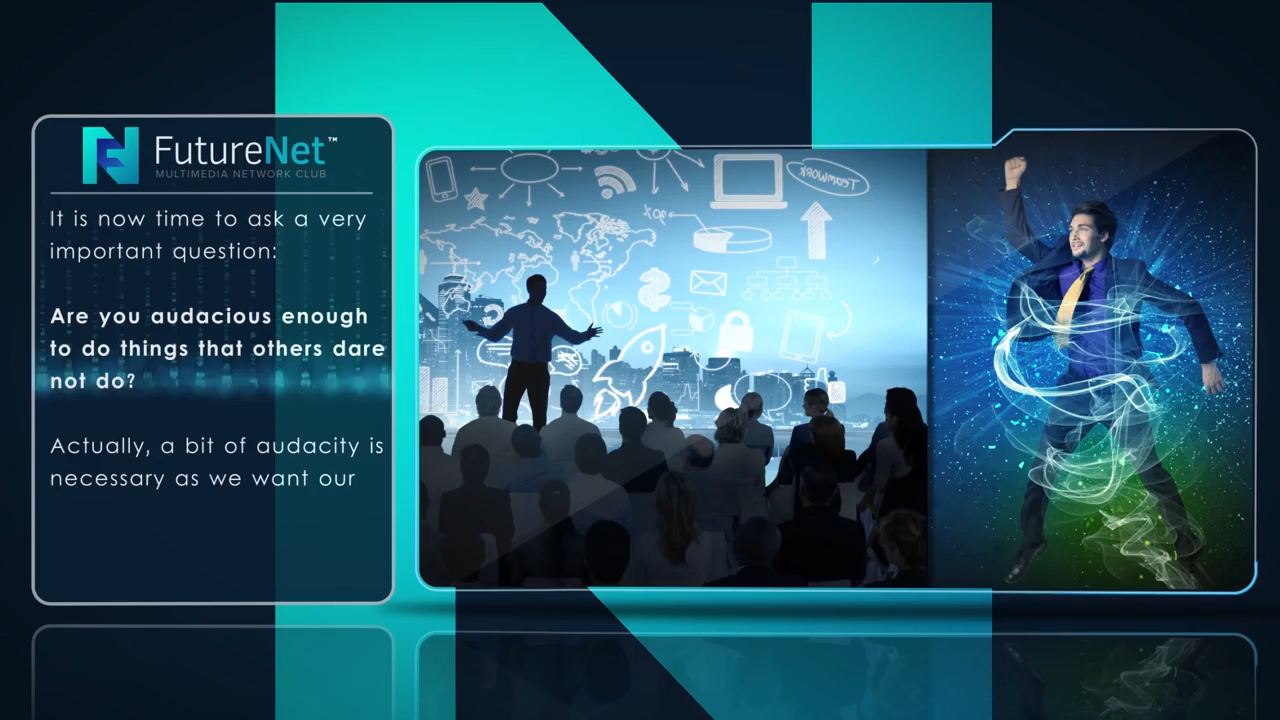 FutureNet™
MULTIMEDIA NETWORK CLUB
It is now time to ask a very
important question:
Are you audacious enough
to do things that others dare
not do?
Actually, a bit of audacity is
necessary as we want our
Teamwork